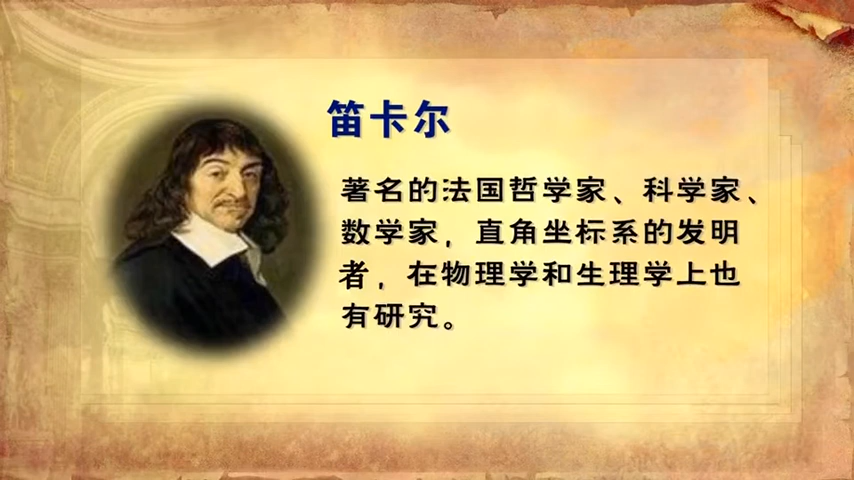 笛卡尔
著名的法国哲学家、科学家、
数学家，直角坐标系的发明
者，在物理学和生理学上也
有研究。